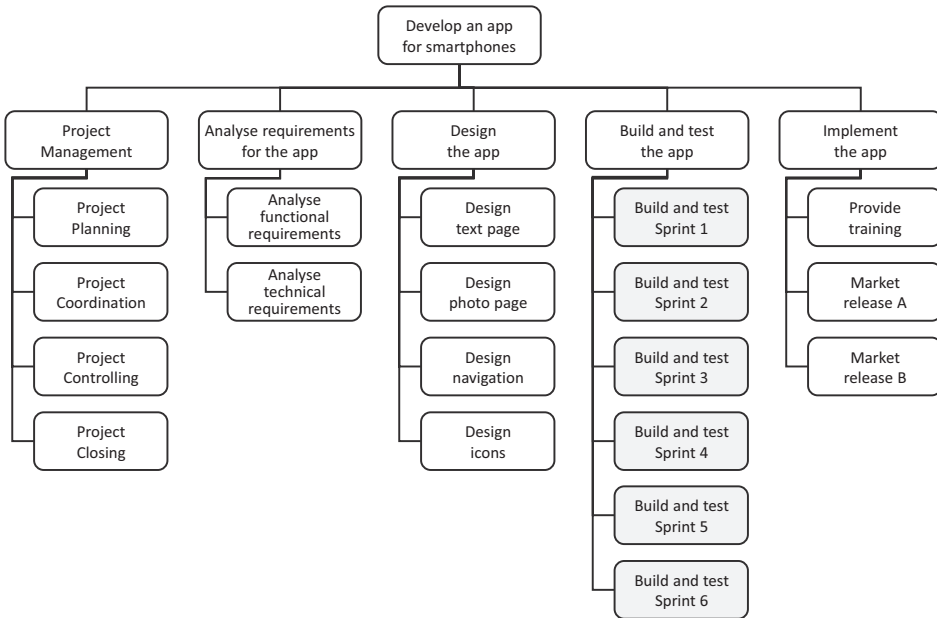 Develop an app
for smartphones
Project
Management
Project
Planning
Project
Coordination
Project
Controlling
Project
Closing
Analyse requirements
for the app
Analyse
functional
requirements
Analyse
technical
requirements
Design
the app
Design
text page
Design
photo page
Design
navigation
Design
icons
Build and test
the app
Build and test
Sprint 1
Build and test
Sprint 2
Build and test
Sprint 3
Build and test
Sprint 4
Build and test
Sprint 5
Build and test
Sprint 6
Implement
the app
Provide
training
Market
release A
Market
release B